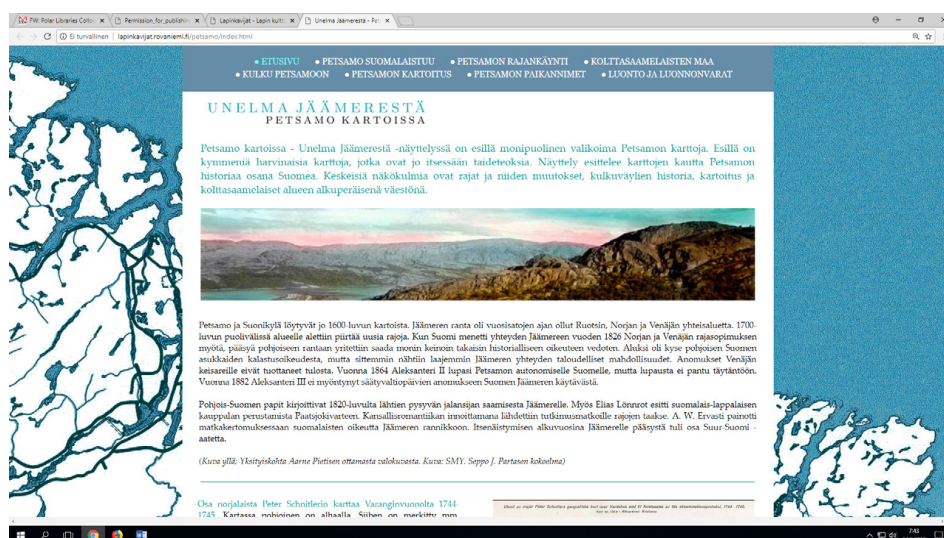 FW: Polar Libraries Collo
Permission_for_publishin
Lapinkävijät - Lapin kultt
Unelma Jäämerestä - Pet
Ei turvallinen | lapinkavijat.rovaniemi.fi/petsamo/index.html
• ETUSIVU • PETSAMO SUOMALAISTUU • PETSAMON RAJANKÄYNTI • KOLTTASAAMELAISTEN MAA
• KULKU PETSAMOON • PETSAMON KARTOITUS • PETSAMON PAIKANNIMET • LUONTO JA LUONNONVARAT
UNELMA JÄÄMERESTÄ
PETSAMO KARTOISSA
Petsamo kartoissa - Unelma Jäämerestä -näyttelyssä on esillä monipuolinen valikoima Petsamon karttoja. Esillä on
kymmeniä harvinaisia karttoja, jotka ovat jo itsessään taideteoksia. Näyttely esittelee karttojen kautta Petsamon
historiaa osana Suomea. Keskeisiä näkökulmia ovat rajat ja niiden muutokset, kulkuväylien historia, kartoitus ja
kolttasaamelaiset alueen alkuperäisenä väestönä.
Petsamo ja Suonikylä löytyvät jo 1600-luvun kartoista. Jäämeren ranta oli vuosisatojen ajan ollut Ruotsin, Norjan ja Venäjän yhteisaluetta. 1700-
luvun puolivälissä alueelle alettiin piirtää uusia rajoja. Kun Suomi menetti yhteyden Jäämereen vuoden 1826 Norjan ja Venäjän rajasopimuksen
myötä, pääsyä pohjoiseen rantaan yritettiin saada monin keinoin takaisin historialliseen oikeuteen vedoten. Aluksi oli kyse pohjoisen Suomen
asukkaiden kalastusoikeudesta, mutta sittemmin nähtiin laajemmin Jäämeren yhteyden taloudelliset mahdollisuudet. Anomukset Venäjän
keisareille eivät tuottaneet tulosta. Vuonna 1864 Aleksanteri II lupasi Petsamon autonomiselle Suomelle, mutta lupausta ei pantu täytäntöön.
Vuonna 1882 Aleksanteri III ei myöntynyt säätyvaltiopäivien anomukseen Suomen Jäämeren käytävästä.
Pohjois-Suomen papit kirjoittivat 1820-luvulta lähtien pysyvän jalansijan saamisesta Jäämerelle. Myös Elias Lönnrot esitti suomalais-lappalaisen
kauppalan perustamista Paatsjokivarteen. Kansallisromantiikan innoittamana lähdettiin tutkimusmatkoille rajojen taakse. A. W. Ervasti painotti
matkakertomuksessaan suomalaisten oikeutta Jäämeren rannikkoon. Itsenäistymisen alkuvuosina Jäämerelle pääsystä tuli osa Suur-Suomi -
aatetta.
(Kuva yllä: Yksityiskohta Aarne Pietisen ottamasta valokuvasta. Kuva: SMY. Seppo J. Partasen kokoelma)
Osa norjalaista Peter Schnitlerin karttaa Varanginvuonolta 1744-
1745. Kartassa pohjoinen on alhaalla. Siihen on merkitty mm
7:43